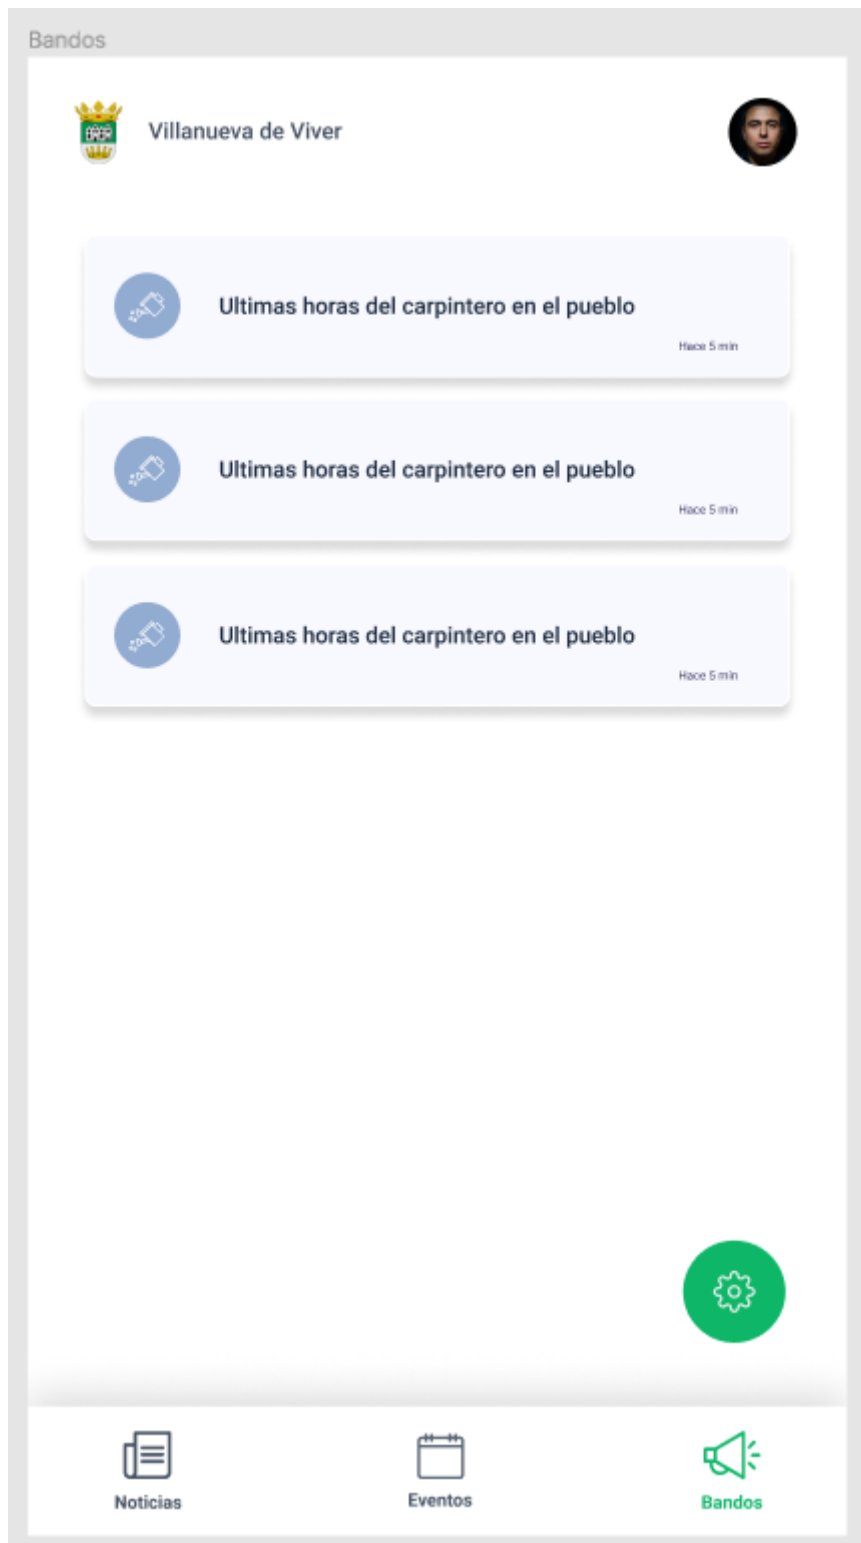 Bandos
Villanueva de Viver
Ultimas horas del carpintero en el pueblo
Hace 5 min
Ultimas horas del carpintero en el pueblo
Hace 5 min
Ultimas horas del carpintero en el pueblo
Hace 5 min
Noticias
Eventos
Bandos